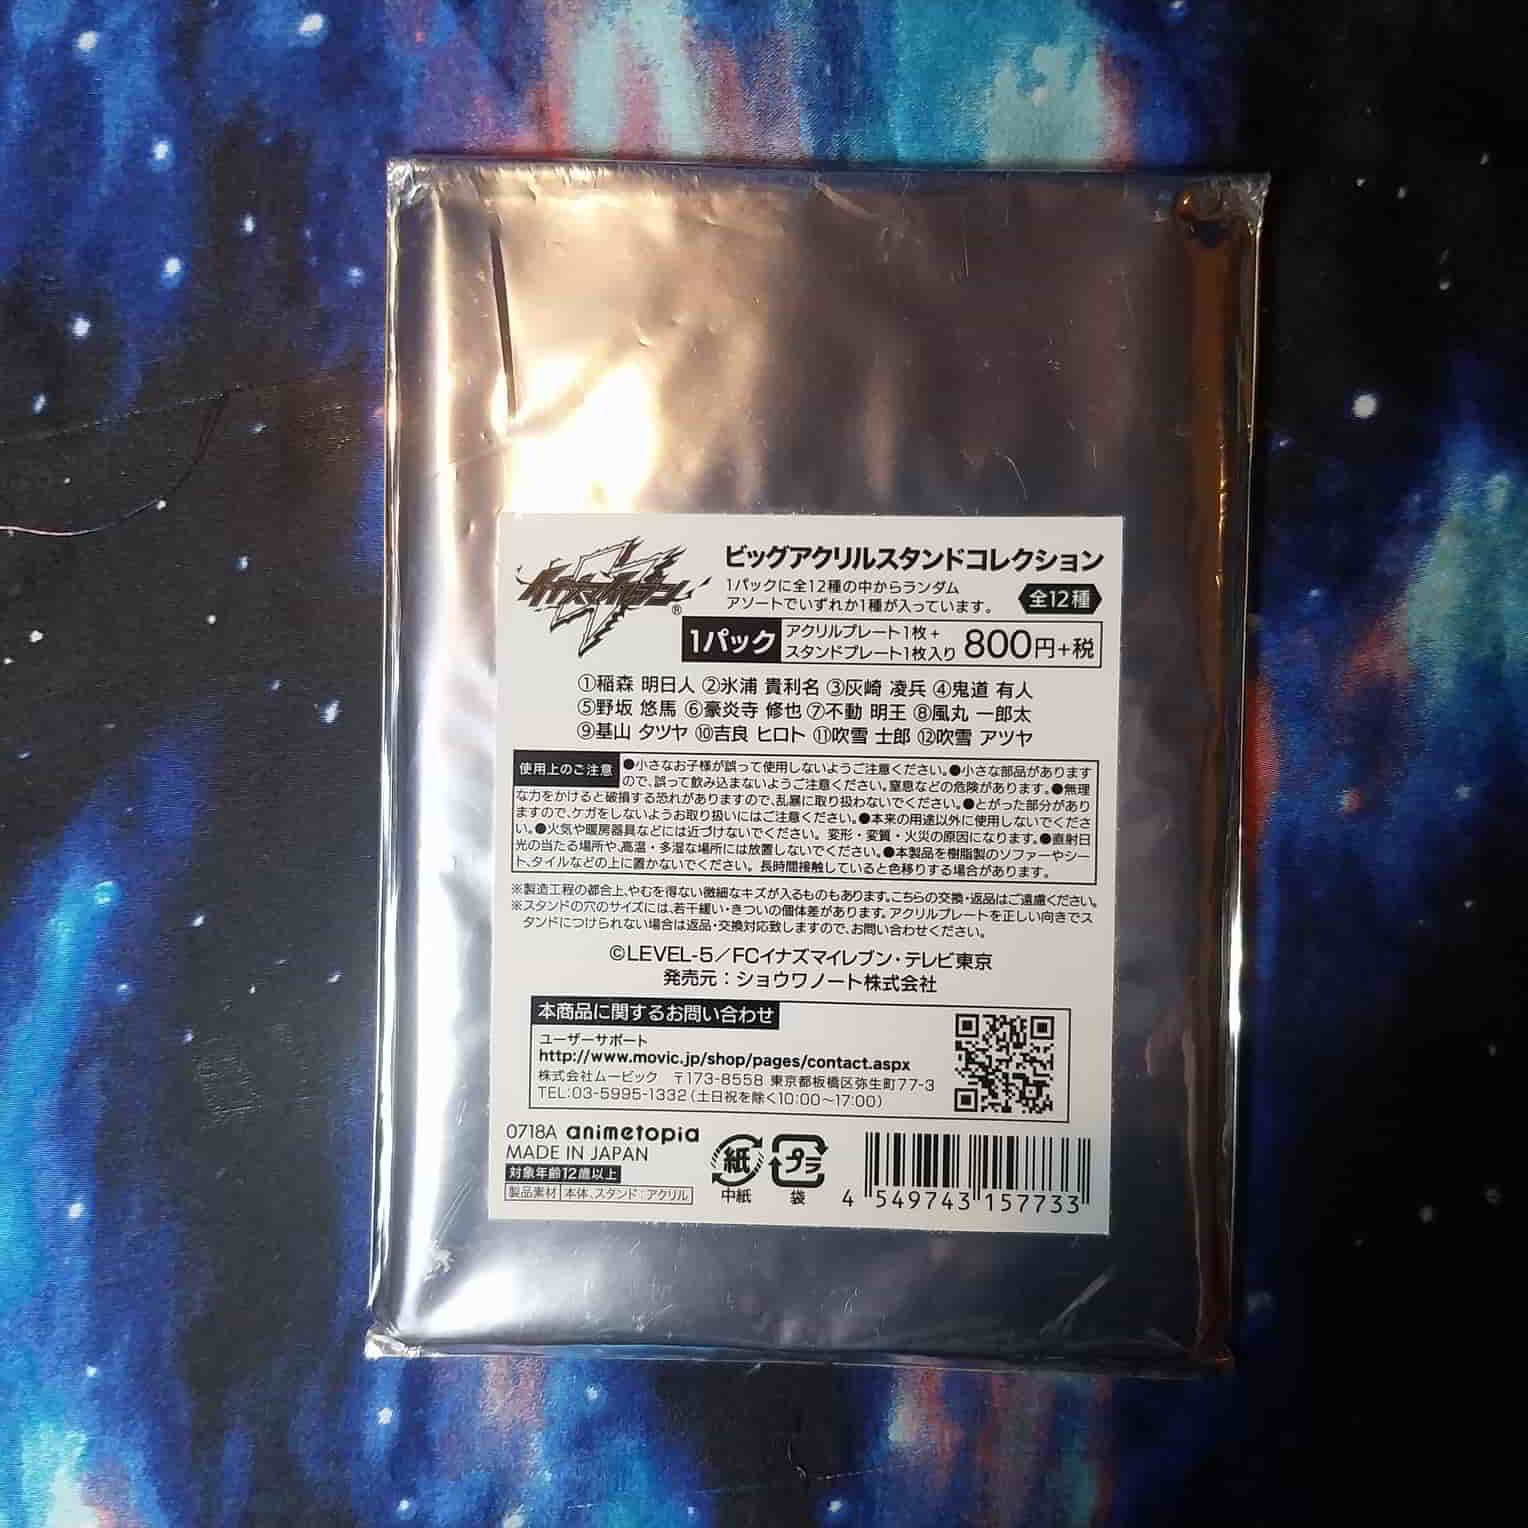 イナズマイレブン®
ビッグアクリルスタンドコレクション
1パックに全12種の中からランダム
アソートでいずれか1種が入っています。
全12種
1パック
アクリルプレート1枚+
スタンドプレート1枚入り
800円+税
①稲森 明日人 ②氷浦 貴利名 ③灰崎 凌兵 ④鬼道 有人
⑤野坂 悠馬 ⑥豪炎寺 修也 ⑦不動 明王 ⑧風丸 一郎太
⑨基山 タツヤ ⑩吉良 ヒロト ⑪吹雪 士郎 ⑫吹雪 アツヤ
使用上のご注意
●小さなお子様が誤って使用しないようご注意ください。●小さな部品があります
ので、誤って飲み込まないようご注意ください。窒息などの危険があります。●無理
な力をかけると破損する恐れがありますので、乱暴に取り扱わないでください。●とがった部分があり
ますので、ケガをしないようお取り扱いにはご注意ください。●本来の用途以外に使用しないでくださ
い。●火気や暖房器具などには近づけないでください。変形・変質・火災の原因になります。●直射日
光の当たる場所や、高温・多湿な場所には放置しないでください。●本製品を樹脂製のソファーやシー
ト、タイルなどの上に置かないでください。長時間接触していると色移りする場合があります。
※製造工程の都合上、やむを得ない微細なキズが入るものもあります。こちらの交換・返品はご遠慮ください。
※スタンドの穴のサイズには、若干緩い・きついの個体差があります。アクリルプレートを正しい向きでス
タンドにつけられない場合は返品・交換対応致しますので、お問い合わせください。
©LEVEL-5／FCイナズマイレブン・テレビ東京
発売元：ショウワノート株式会社
本商品に関するお問い合わせ
ユーザーサポート
http://www.movic.jp/shop/pages/contact.aspx
株式会社ムービック 〒173-8558 東京都板橋区弥生町77-3
TEL:03-5995-1332(土日祝を除く10:00～17:00)
0718A animetopia
MADE IN JAPAN
対象年齢12歳以上
製品素材 本体、スタンド：アクリル
紙
中紙
プラ
袋
4 549743 157733